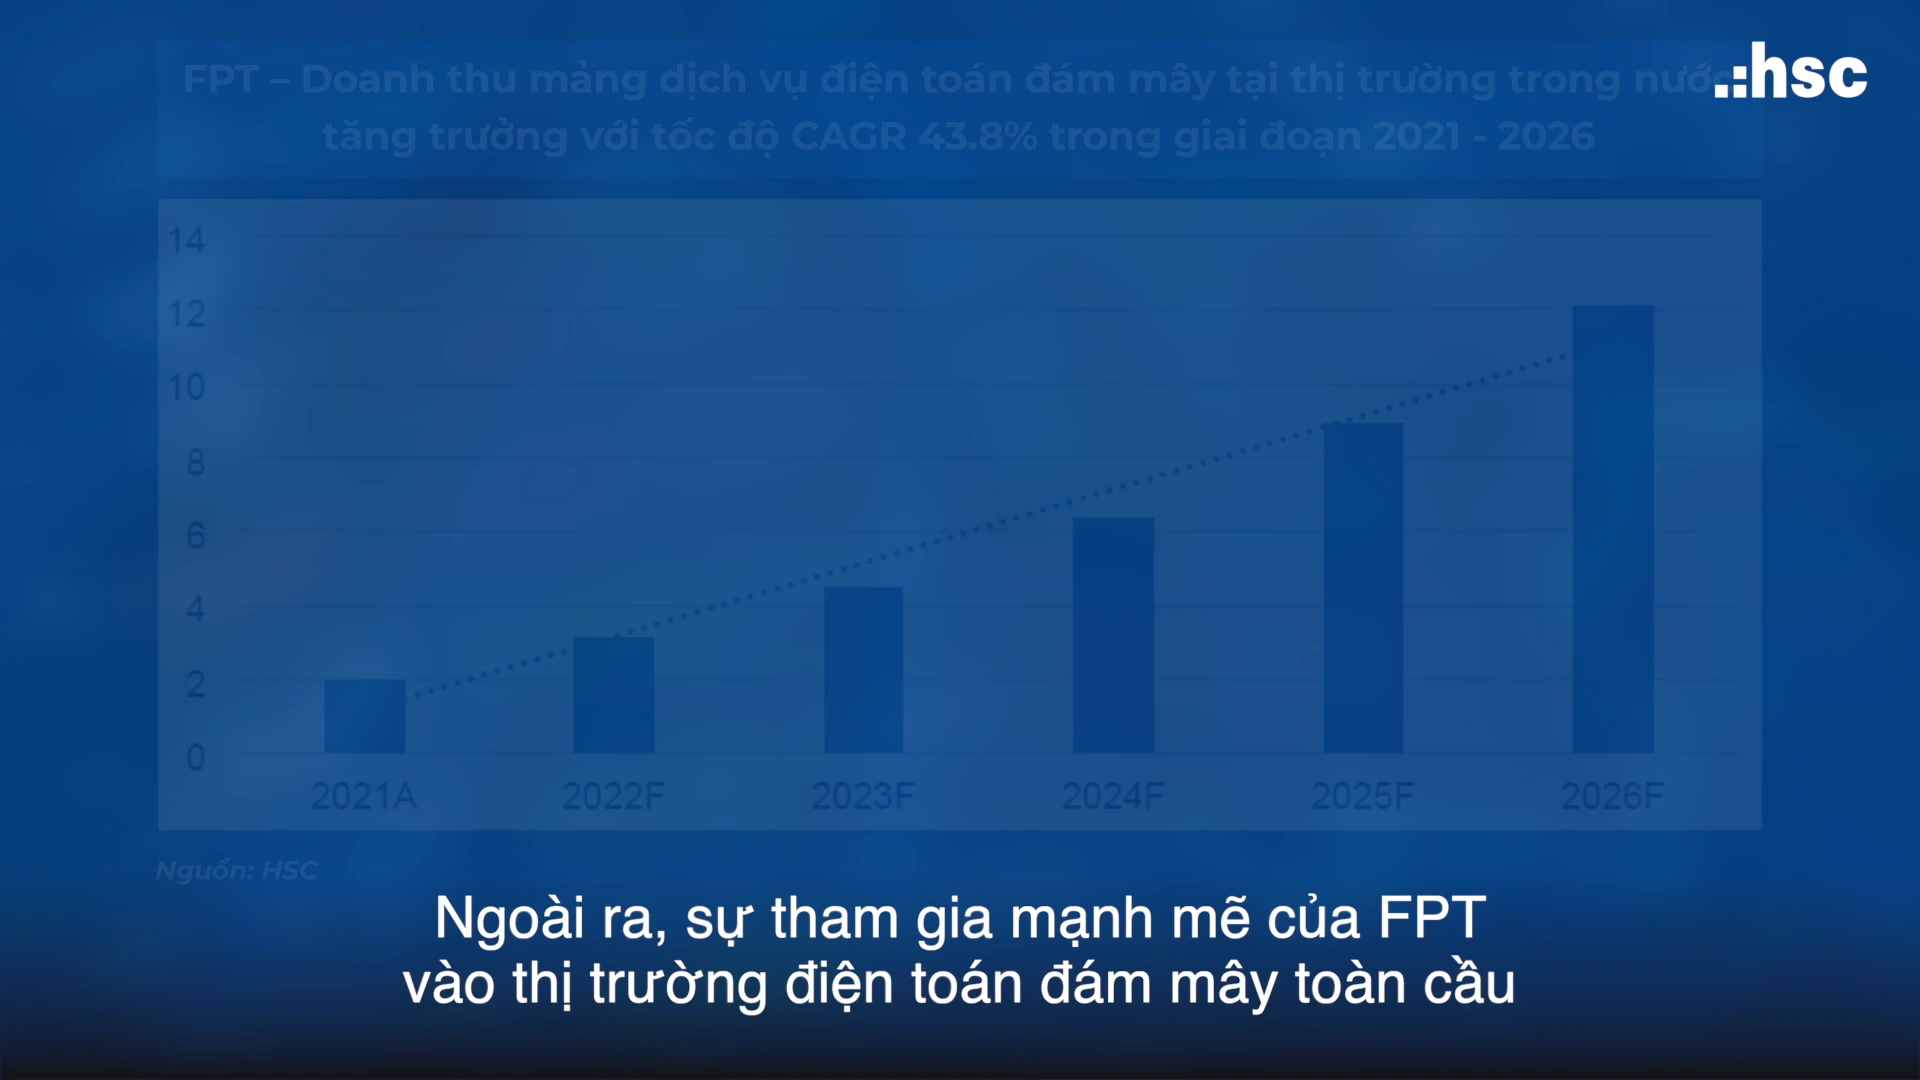 .:hsc
FPT – Doanh thu mảng dịch vụ điện toán đám mây tại thị trường trong nước
tăng trưởng với tốc độ CAGR 43.8% trong giai đoạn 2021 - 2026
14
12
10
8
6
4
2
0
2021A 2022F 2023F 2024F 2025F 2026F
Nguồn: HSC
Ngoài ra, sự tham gia mạnh mẽ của FPT
vào thị trường điện toán đám mây toàn cầu